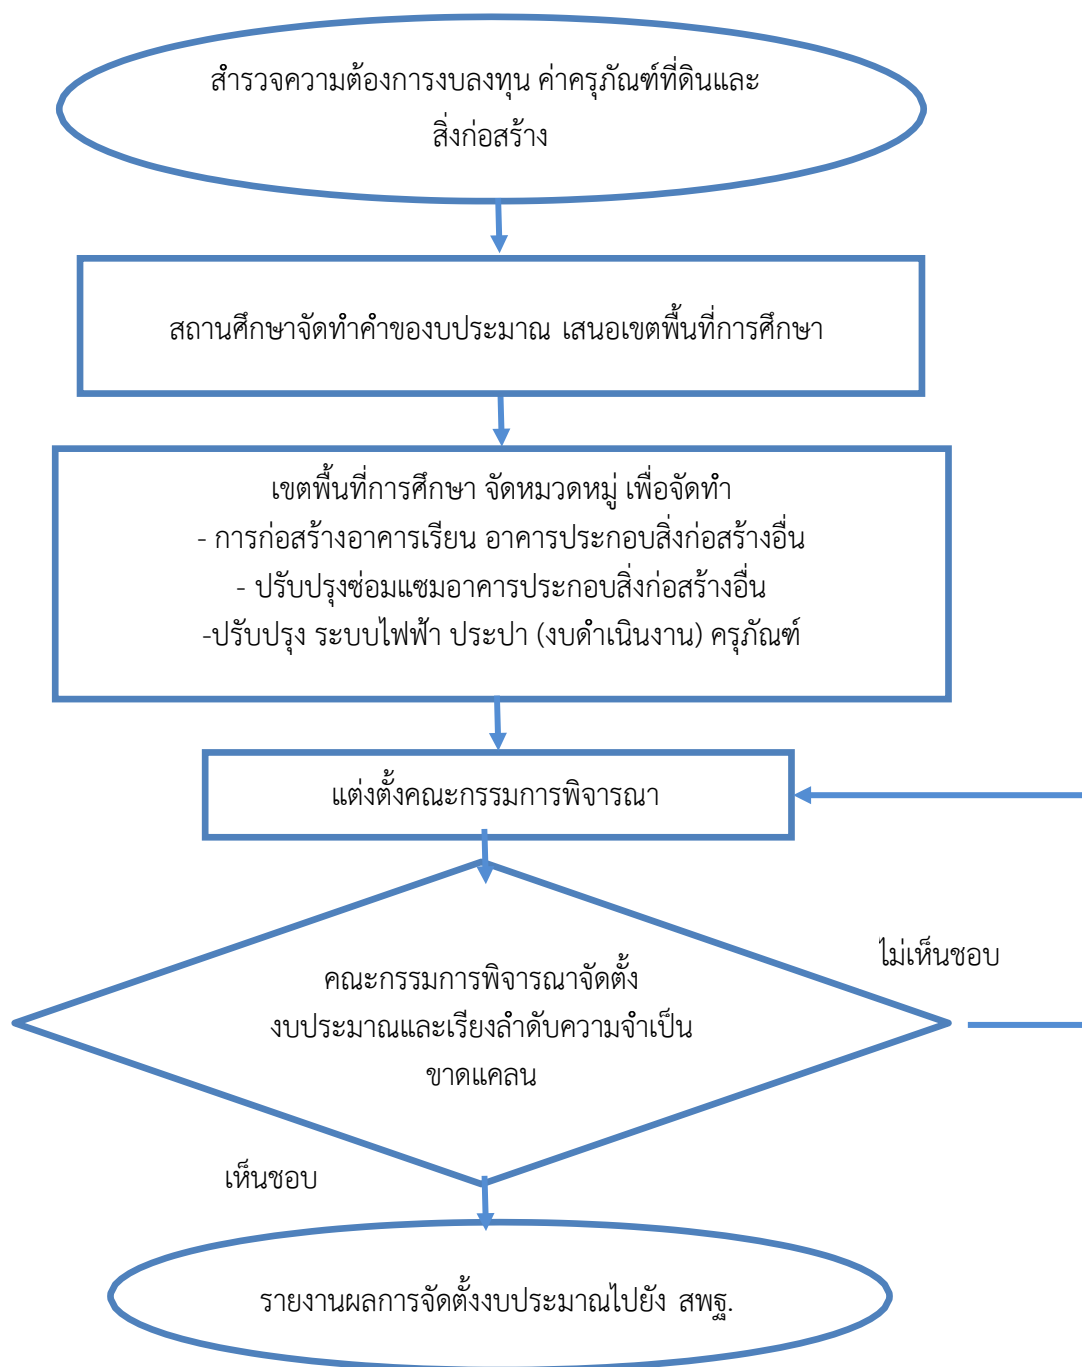 สำรวจความต้องการงบลงทุน ค่าครุภัณฑ์ที่ดินและ
สิ่งก่อสร้าง
สถานศึกษาจัดทำคำของบประมาณ เสนอเขตพื้นที่การศึกษา
เขตพื้นที่การศึกษา จัดหมวดหมู่ เพื่อจัดทำ
- การก่อสร้างอาคารเรียน อาคารประกอบสิ่งก่อสร้างอื่น
- ปรับปรุงซ่อมแซมอาคารประกอบสิ่งก่อสร้างอื่น
-ปรับปรุง ระบบไฟฟ้า ประปา (งบดำเนินงาน) ครุภัณฑ์
แต่งตั้งคณะกรรมการพิจารณา
ไม่เห็นชอบ
คณะกรรมการพิจารณาจัดตั้ง
งบประมาณและเรียงลำดับความจำเป็น
ขาดแคลน
เห็นชอบ
รายงานผลการจัดตั้งงบประมาณไปยัง สพฐ.